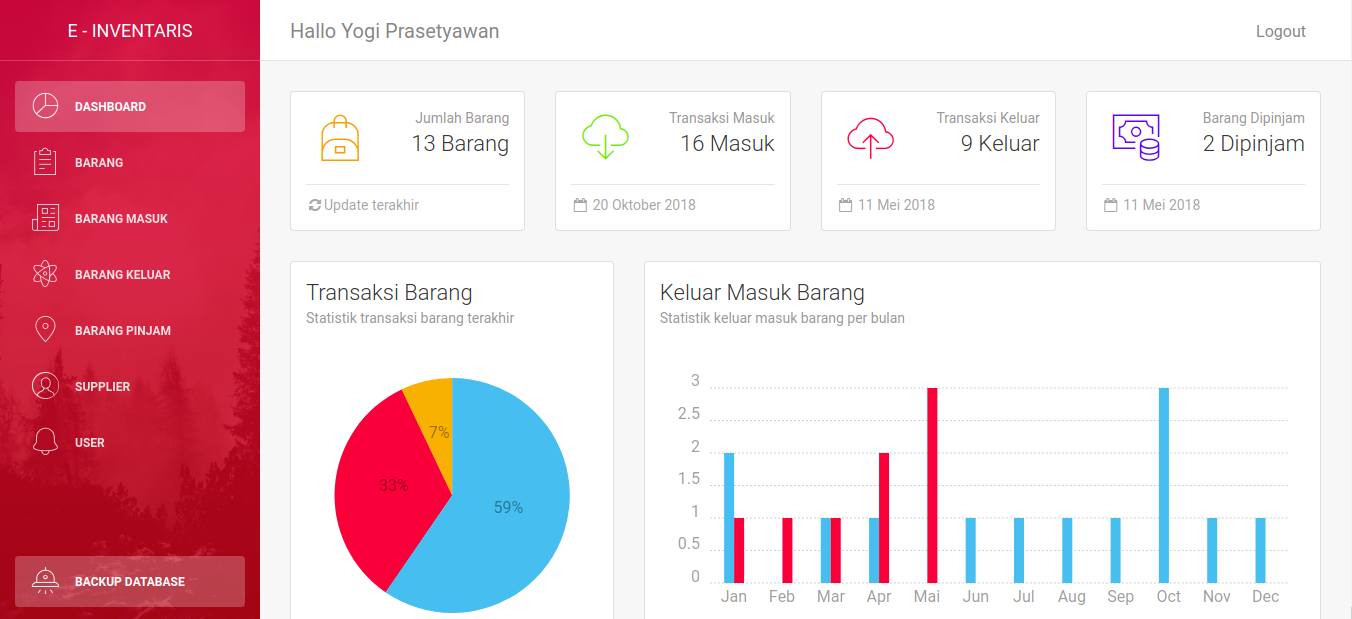 E - INVENTARIS
DASHBOARD
BARANG
BARANG MASUK
BARANG KELUAR
BARANG PINJAM
SUPPLIER
USER
BACKUP DATABASE
Hallo Yogi Prasetyawan
Logout
Jumlah Barang
13 Barang
Update terakhir
Transaksi Masuk
16 Masuk
20 Oktober 2018
Transaksi Keluar
9 Keluar
11 Mei 2018
Barang Dipinjam
2 Dipinjam
11 Mei 2018
Transaksi Barang
Statistik transaksi barang terakhir
7%
33%
59%
Keluar Masuk Barang
Statistik keluar masuk barang per bulan
3
2.5
2
1.5
1
0.5
0
Jan Feb Mar Apr Mai Jun Jul Aug Sep Oct Nov Dec